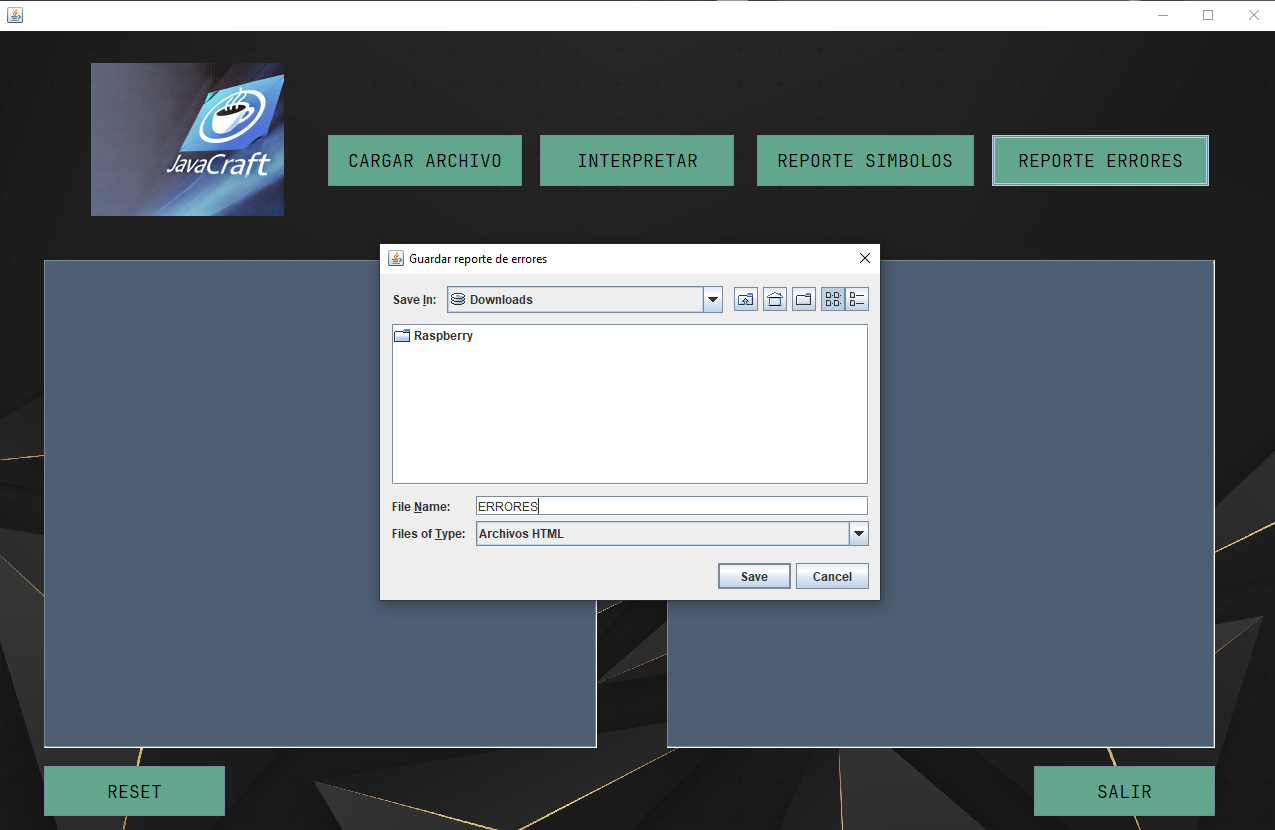 JavaCraft
CARGAR ARCHIVO
INTERPRETAR
REPORTE SIMBOLOS
REPORTE ERRORES
Guardar reporte de errores
Save In:
Downloads
Raspberry
File Name:
ERRORES
Files of Type:
Archivos HTML
Save
Cancel
RESET
SALIR